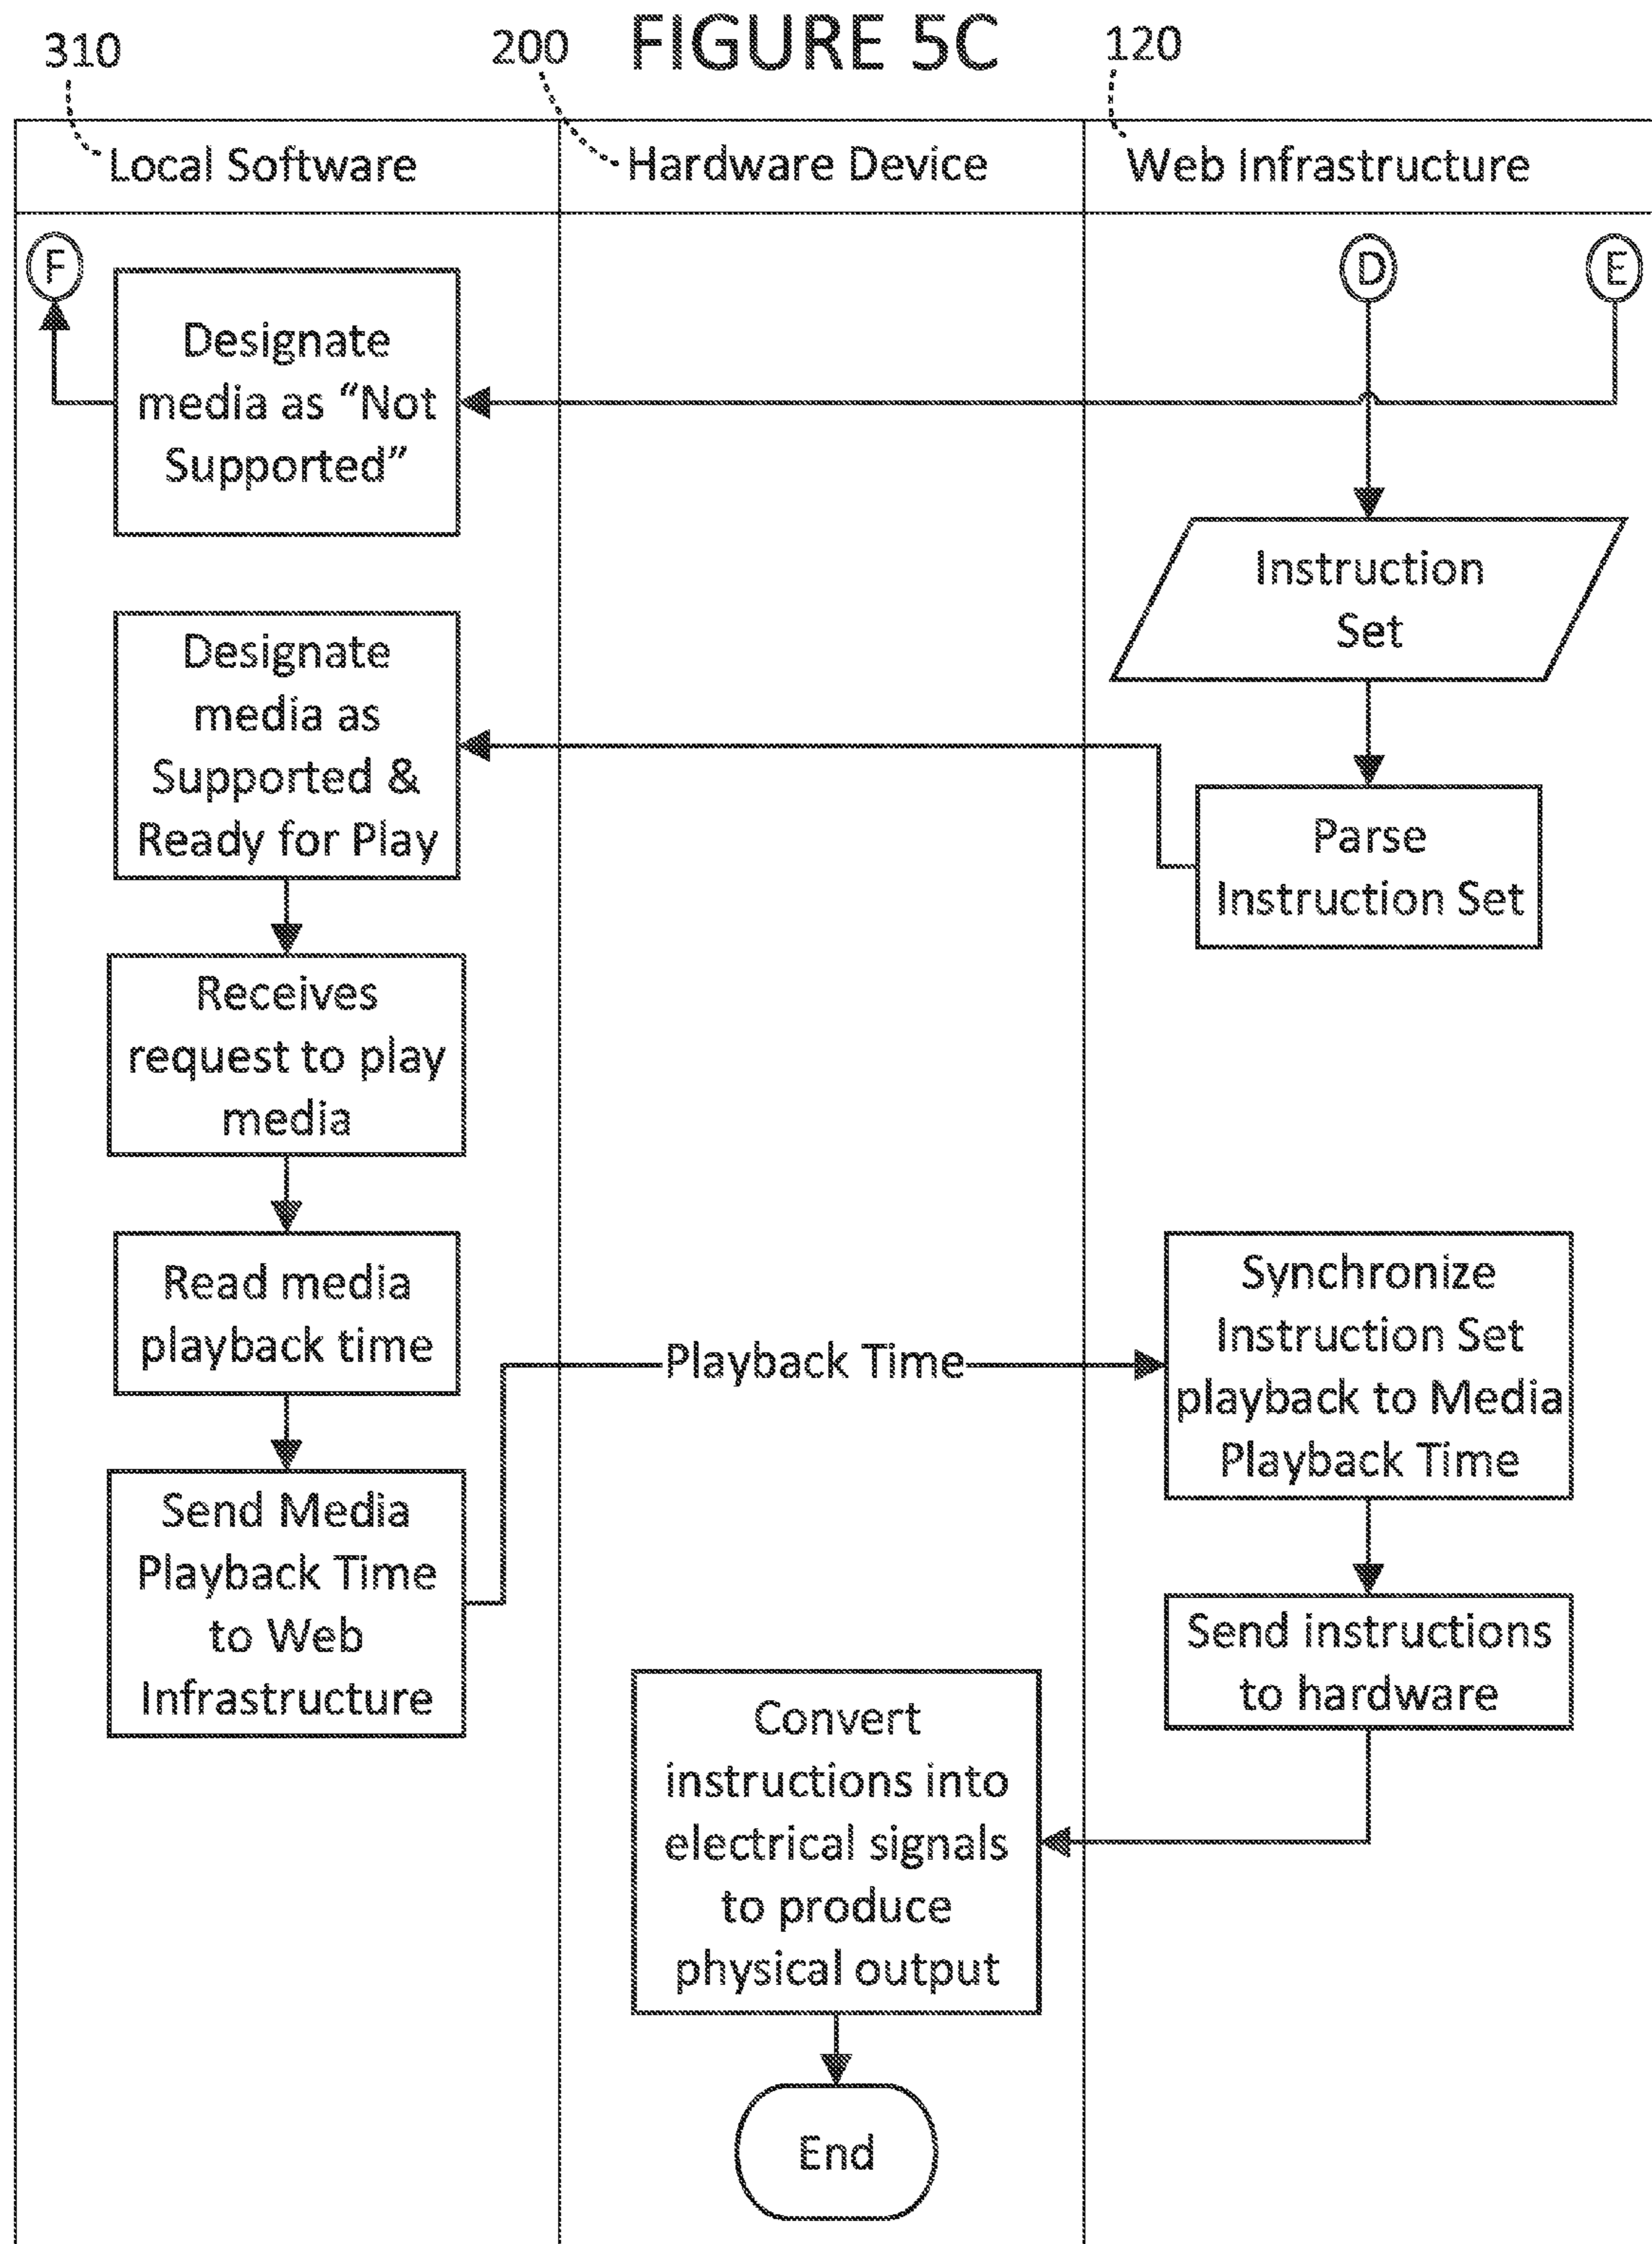 FIGURE 5C
310
200
120
Local Software
Hardware Device
Web Infrastructure
F
D
E
Designate
media as “Not
Supported”
Instruction
Set
Designate
media as
Supported &
Ready for Play
Parse
Instruction Set
Receives
request to play
media
Read media
playback time
Playback Time
Synchronize
Instruction Set
playback to Media
Playback Time
Send Media
Playback Time
to Web
Infrastructure
Send instructions
to hardware
Convert
instructions into
electrical signals
to produce
physical output
End